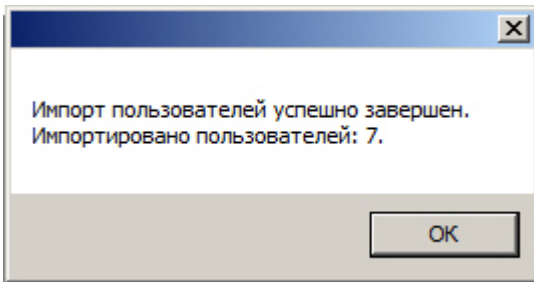 Импорт пользователей успешно завершен.
Импортировано пользователей: 7.
OK